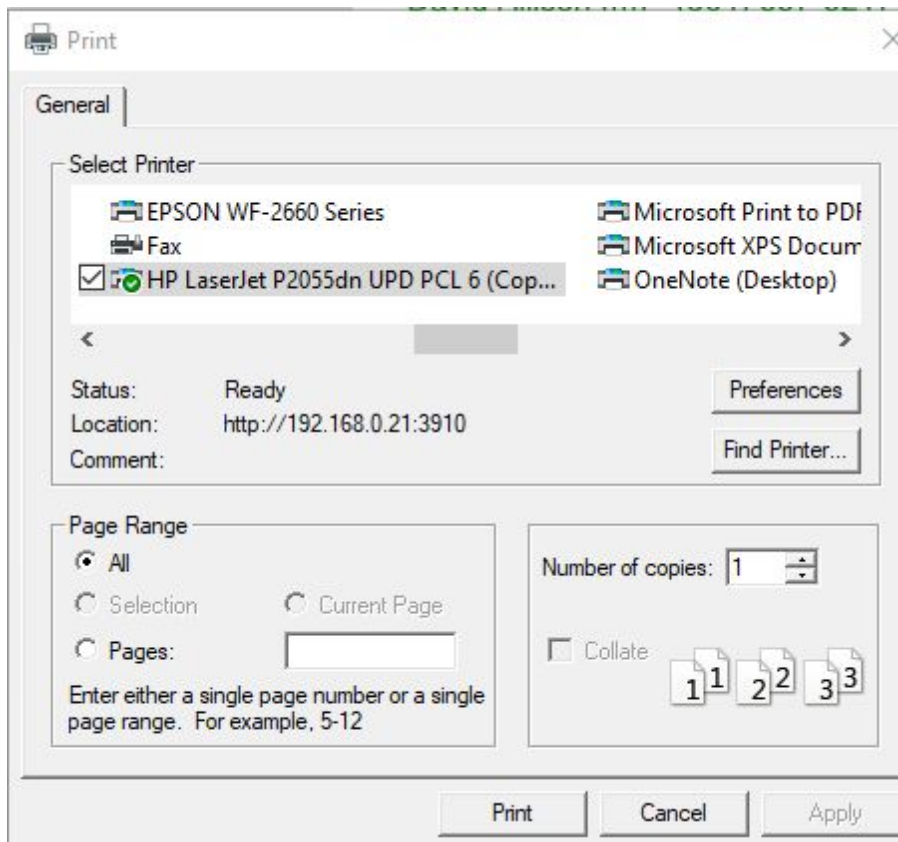 Print
General
Select Printer
EPSON WF-2660 Series
Microsoft Print to PDF
Fax
Microsoft XPS Docum
HP LaserJet P2055dn UPD PCL 6 (Cop...
OneNote (Desktop)
Status: Ready
Location: http://192.168.0.21:3910
Comment:
Preferences
Find Printer...
Page Range
All
Selection
Current Page
Pages:
Enter either a single page number or a single
page range. For example, 5-12
Number of copies: 1
Collate
1 1 2 2 3 3
Print Cancel Apply